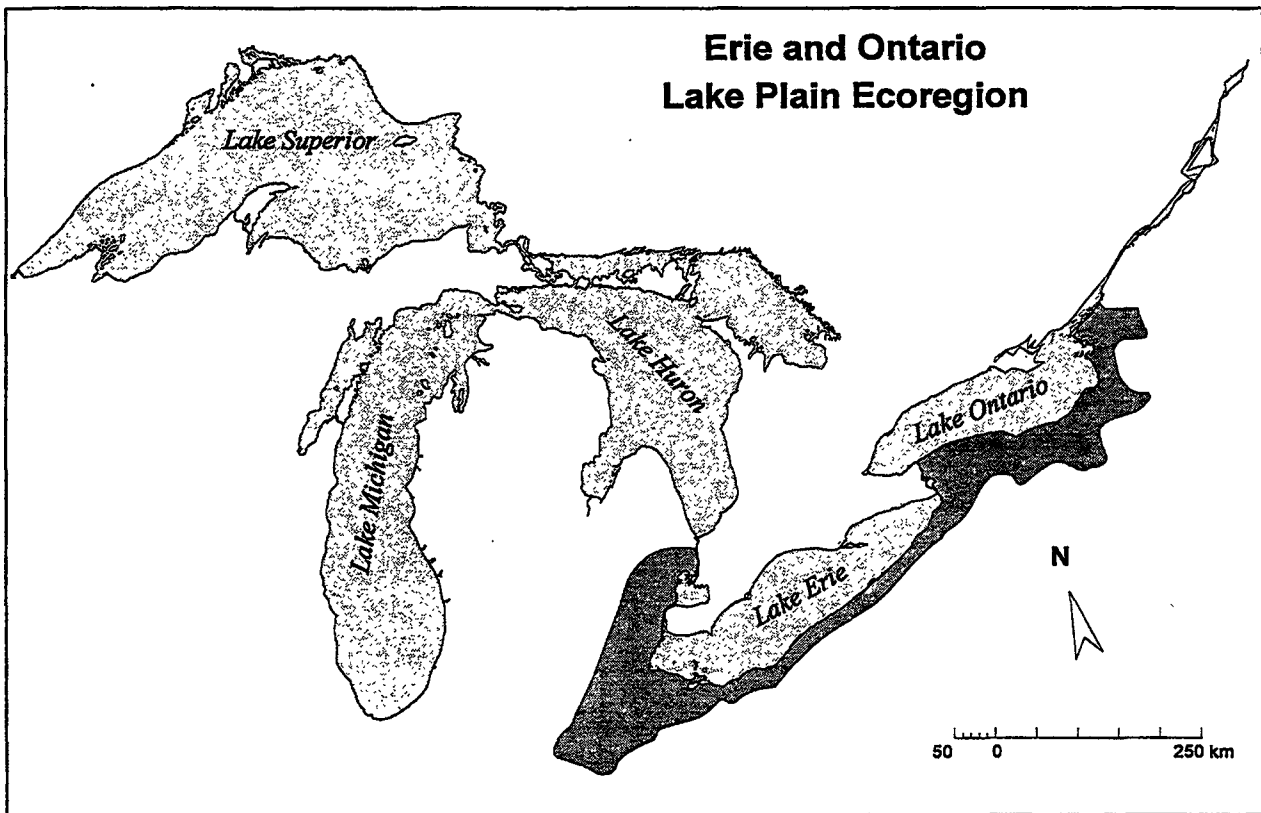 Erie and Ontario
Lake Plain Ecoregion
Lake Superior
Lake Huron
Lake Michigan
Lake Ontario
Lake Erie
N
50 0 250 km